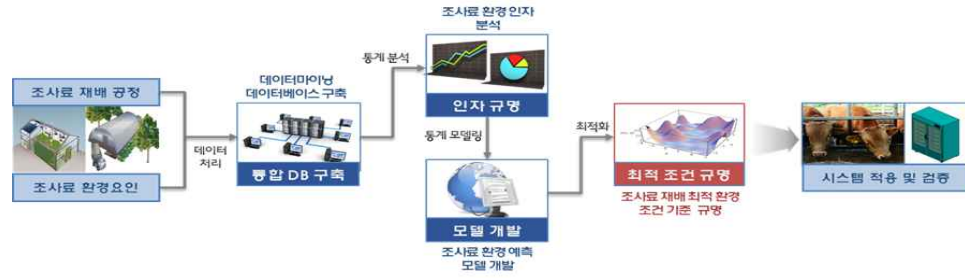 조사료 재배 공정
조사료 환경요인
데이터
처리
데이터마이닝
데이터베이스 구축
통합 DB 구축
통계 분석
조사료 환경 인자
분석
인자 규명
통계 모델링
모델 개발
조사료 환경 예측
모델 개발
최적화
최적 조건 규명
조사료 재배 최적 환경
조건 기준 규명
시스템 적용 및 검증